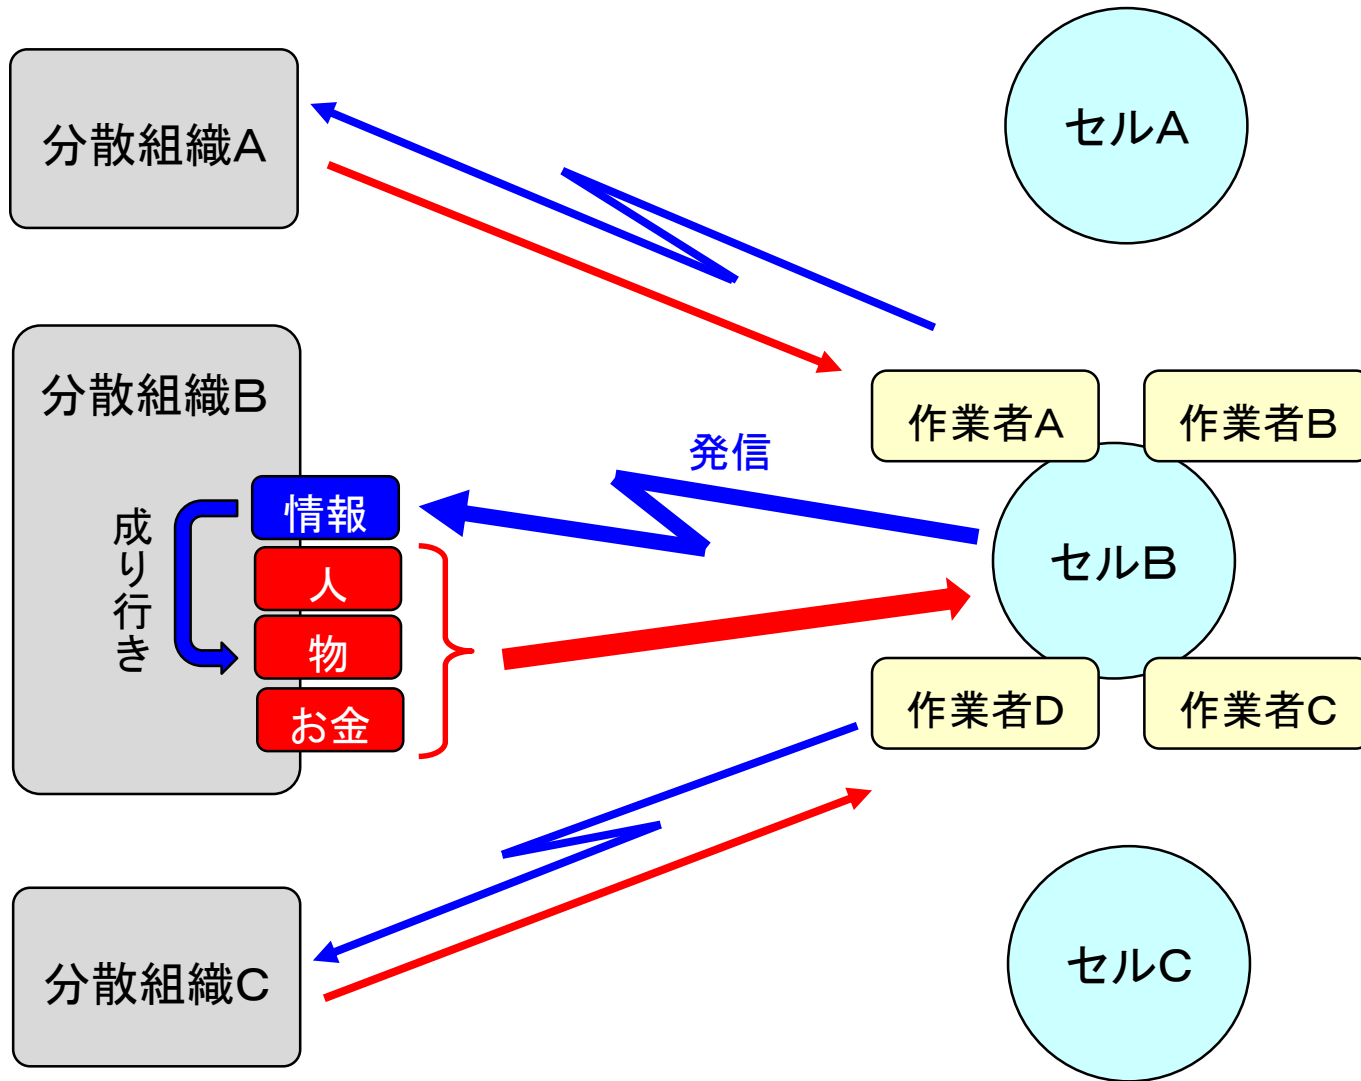 分散組織A
セルA
分散組織B
作業者A
作業者B
発信
情報
成り行き
人
物
お金
セルB
作業者D
作業者C
分散組織C
セルC